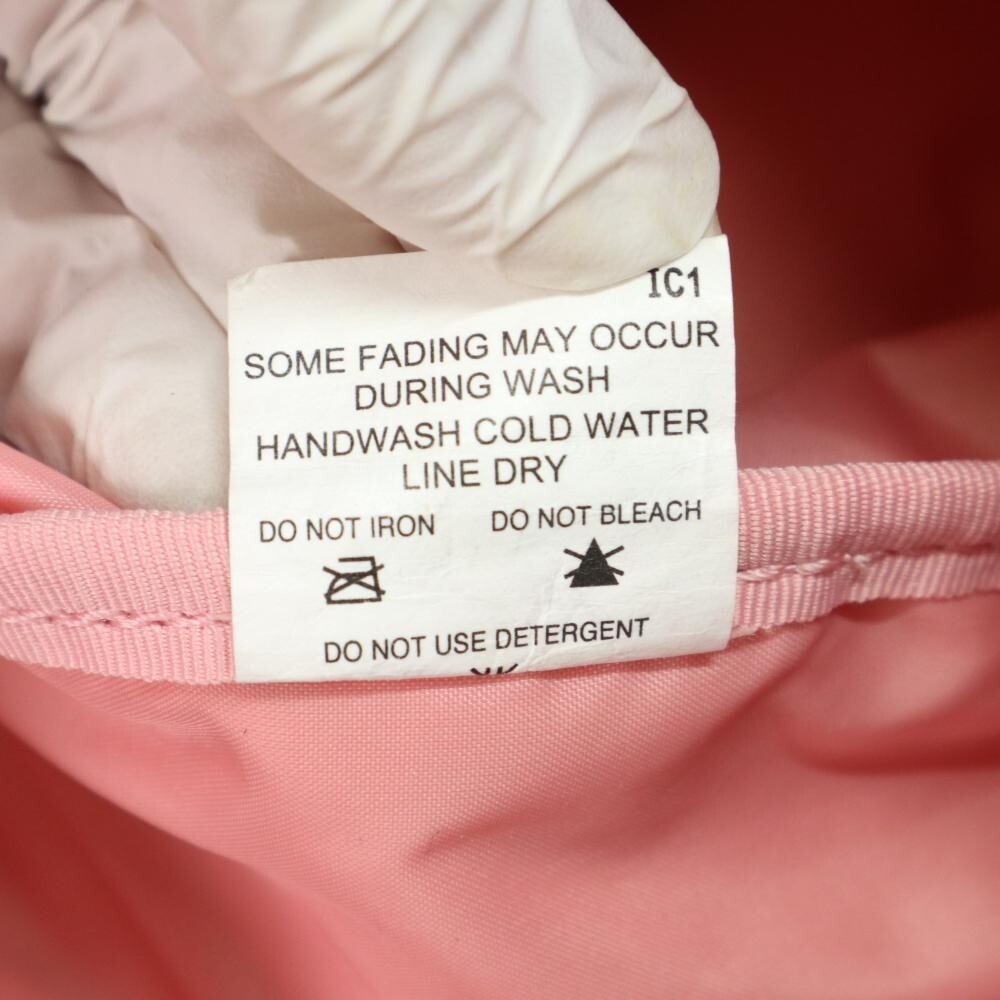 IC1
SOME FADING MAY OCCUR
DURING WASH
HANDWASH COLD WATER
LINE DRY
DO NOT IRON DO NOT BLEACH
DO NOT USE DETERGENT